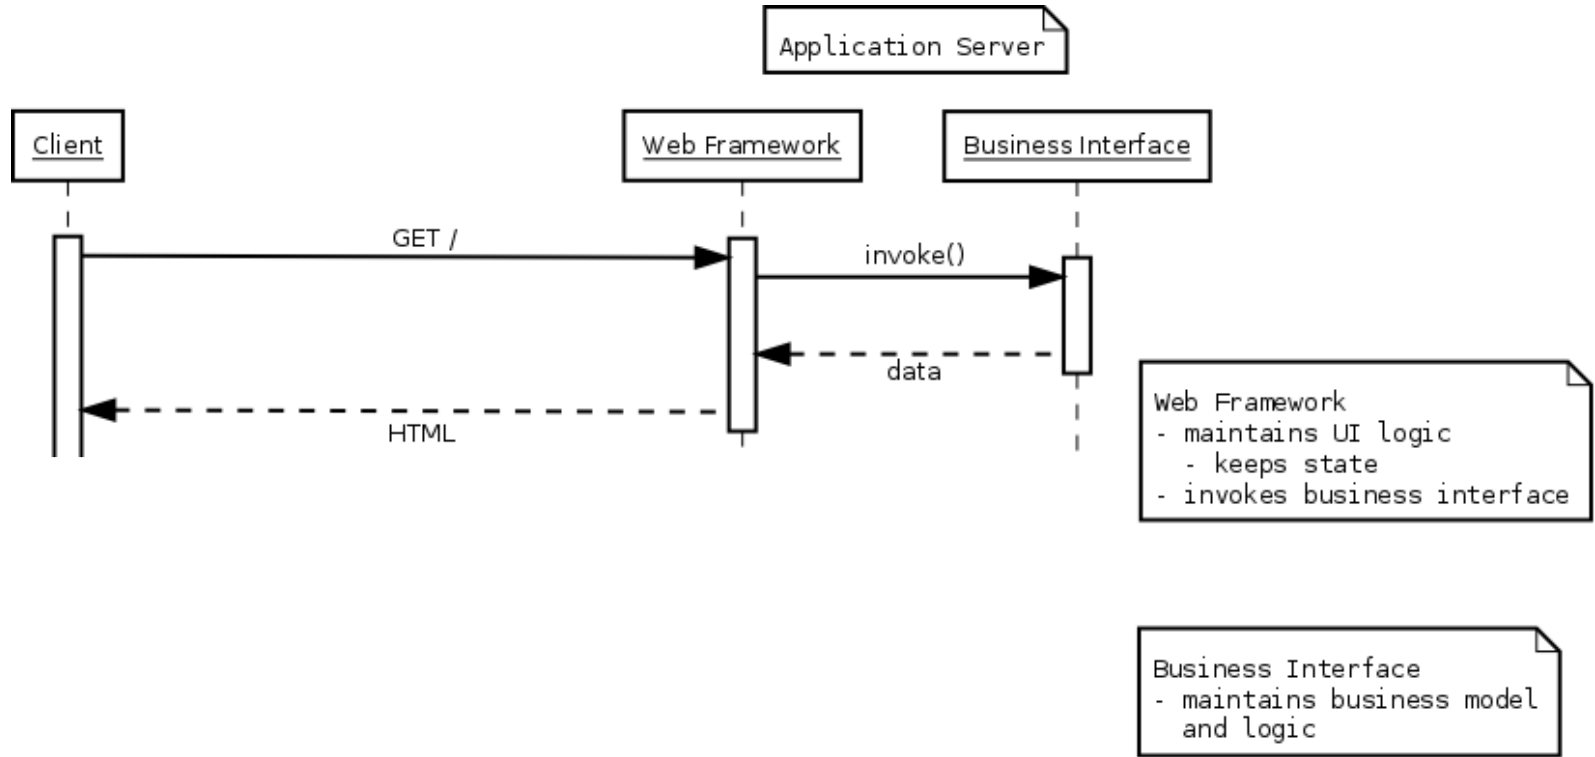 Application Server
Client
Web Framework
Business Interface
GET /
invoke()
data
HTML
Web Framework
- maintains UI logic
  - keeps state
- invokes business interface
Business Interface
- maintains business model
  and logic